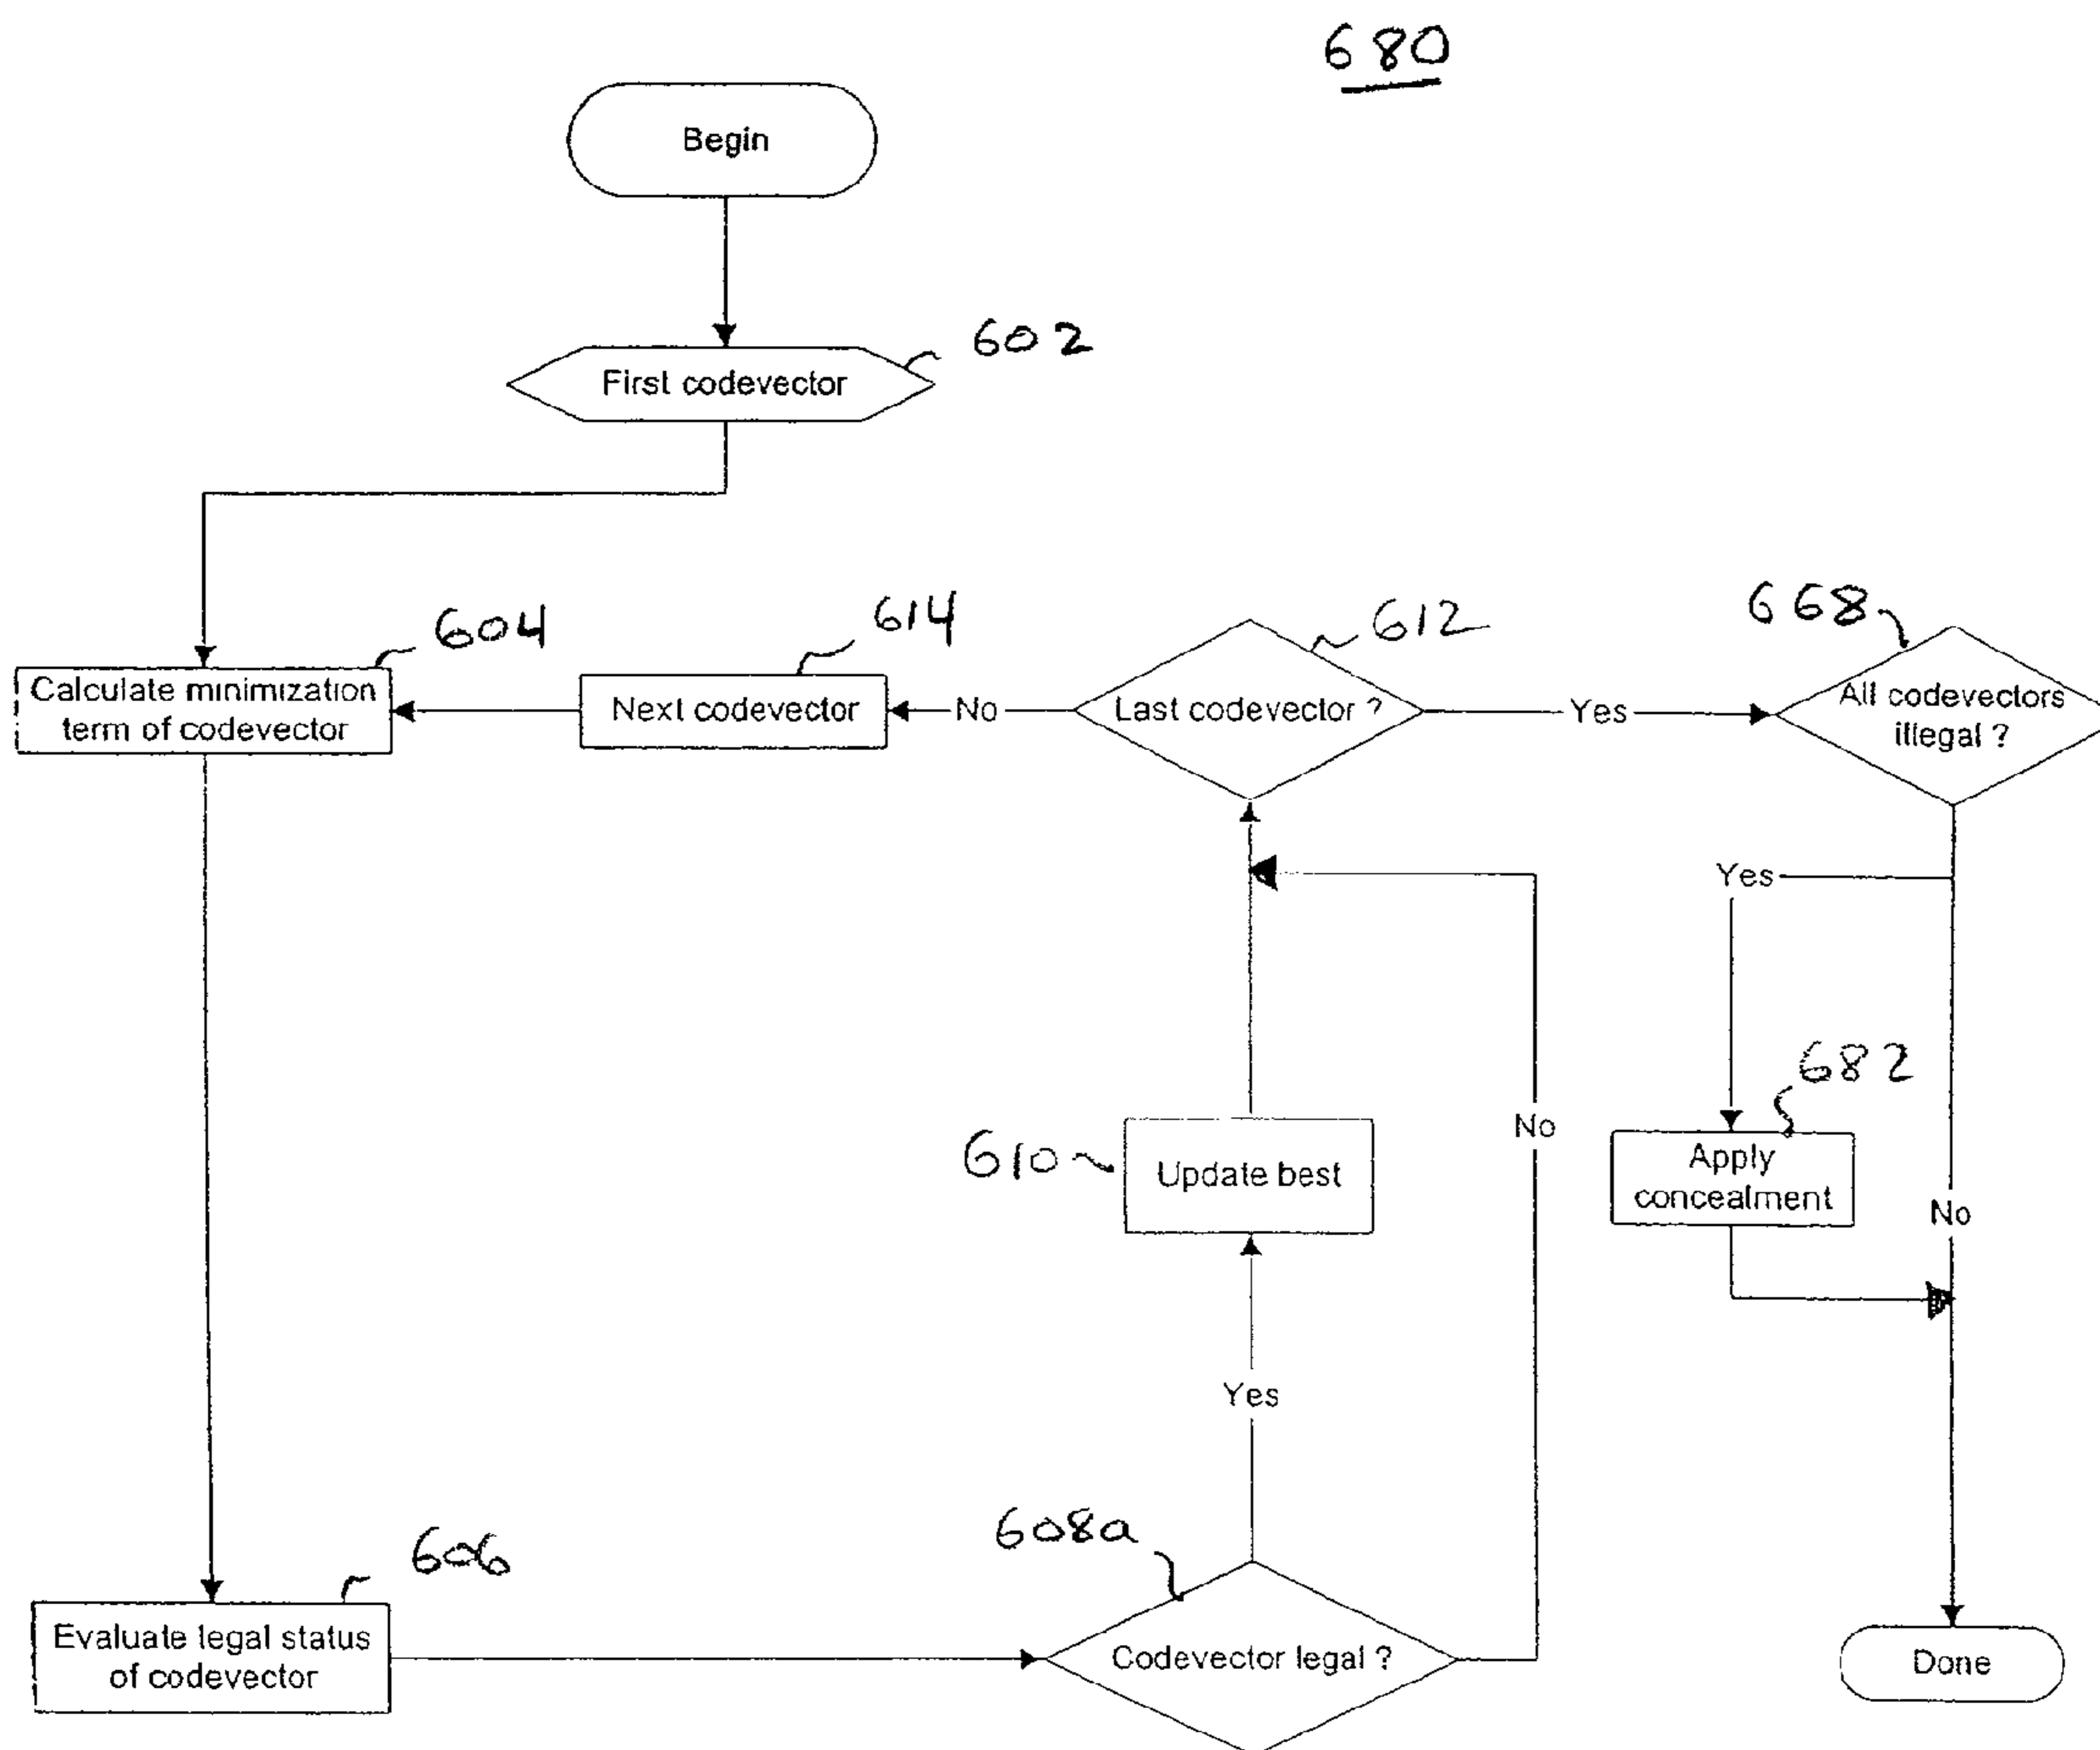 680
Begin
602
First codevector
604
614
612
668
Calculate minimization
term of codevector
Next codevector
No
Last codevector ?
Yes
All codevectors
illegal ?
Yes
682
No
610
Update best
Apply
concealment
No
Yes
608a
606
Evaluate legal status
of codevector
Codevector legal ?
Done